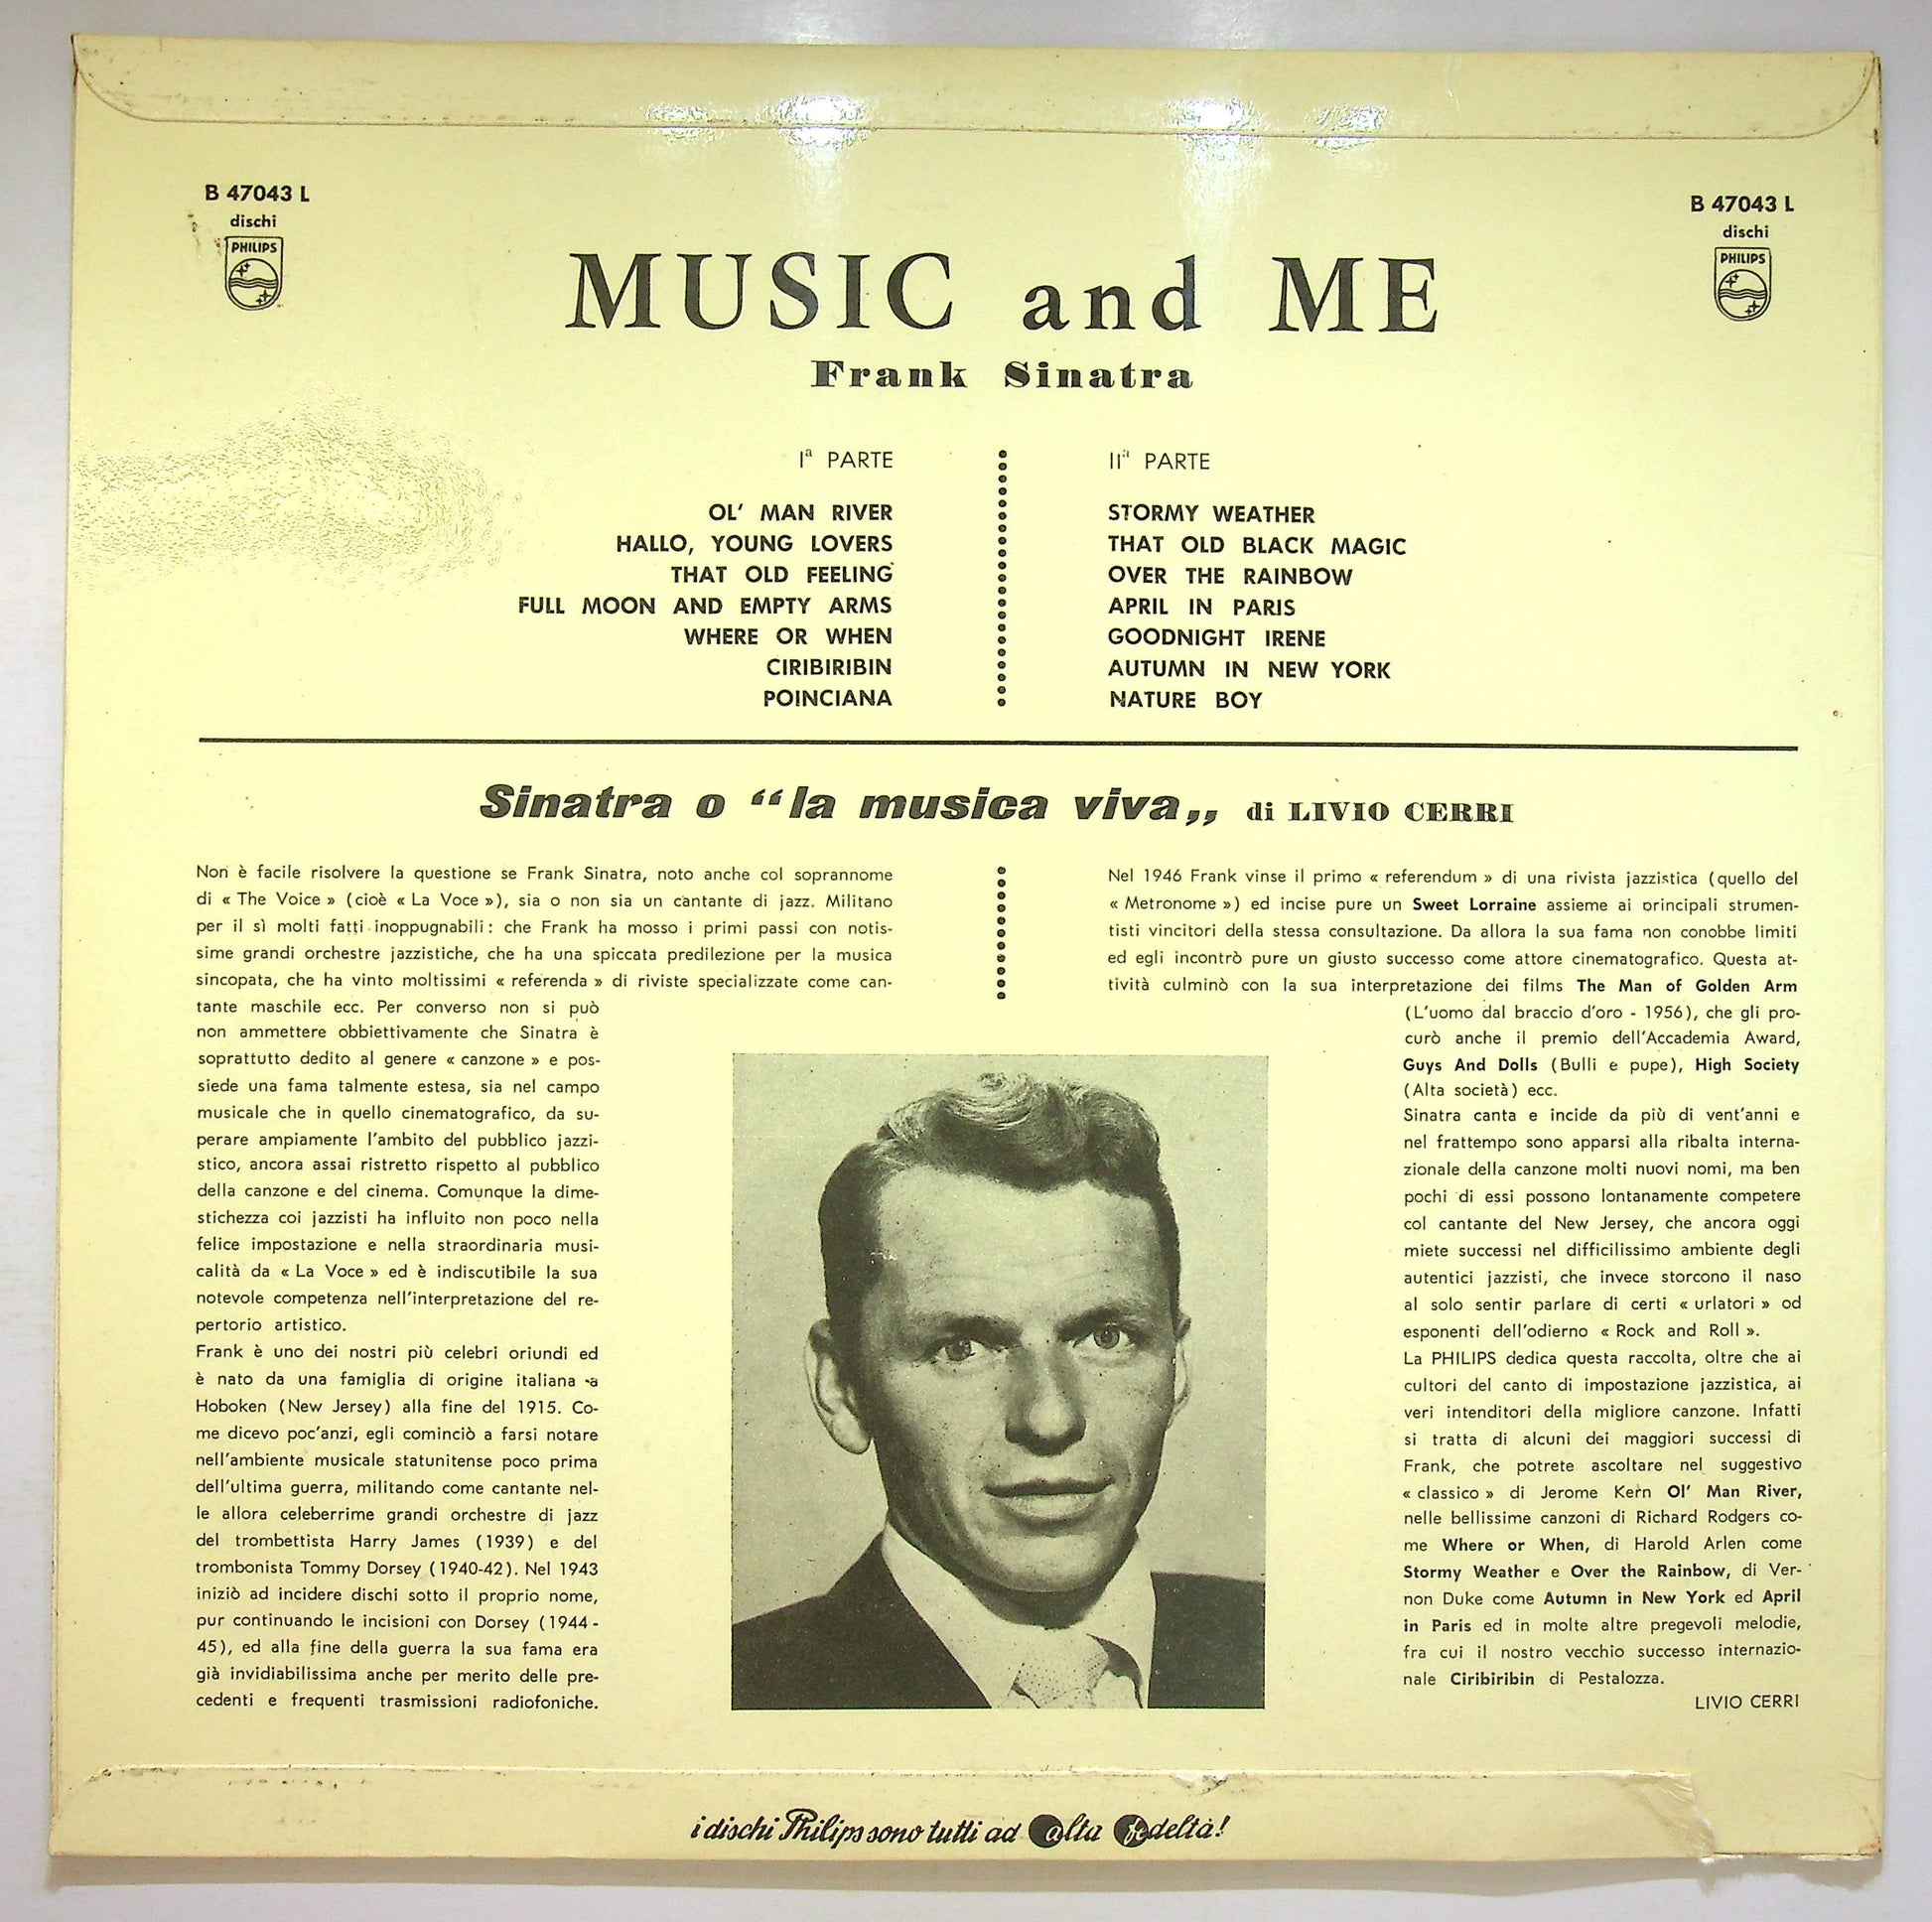 B 47043 L
dischi
PHILIPS
B 47043 L
dischi
PHILIPS
MUSIC and ME
Frank Sinatra
Iª PARTE
OL' MAN RIVER
HALLO, YOUNG LOVERS
THAT OLD FEELING
FULL MOON AND EMPTY ARMS
WHERE OR WHEN
CIRIBIRIBIN
POINCIANA
IIª PARTE
STORMY WEATHER
THAT OLD BLACK MAGIC
OVER THE RAINBOW
APRIL IN PARIS
GOODNIGHT IRENE
AUTUMN IN NEW YORK
NATURE BOY
Sinatra o “la musica viva„ di LIVIO CERRI
Non è facile risolvere la questione se Frank Sinatra, noto anche col soprannome
di « The Voice » (cioè « La Voce »), sia o non sia un cantante di jazz. Militano
per il sì molti fatti inoppugnabili: che Frank ha mosso i primi passi con notis-
sime grandi orchestre jazzistiche, che ha una spiccata predilezione per la musica
sincopata, che ha vinto moltissimi « referenda » di riviste specializzate come can-
tante maschile ecc. Per converso non si può
non ammettere obbiettivamente che Sinatra è
soprattutto dedito al genere « canzone » e pos-
siede una fama talmente estesa, sia nel campo
musicale che in quello cinematografico, da su-
perare ampiamente l'ambito del pubblico jazzi-
stico, ancora assai ristretto rispetto al pubblico
della canzone e del cinema. Comunque la dime-
stichezza coi jazzisti ha influito non poco nella
felice impostazione e nella straordinaria musi-
calità da « La Voce » ed è indiscutibile la sua
notevole competenza nell'interpretazione del re-
pertorio artistico.
Frank è uno dei nostri più celebri oriundi ed
è nato da una famiglia di origine italiana a
Hoboken (New Jersey) alla fine del 1915. Co-
me dicevo poc'anzi, egli cominciò a farsi notare
nell'ambiente musicale statunitense poco prima
dell'ultima guerra, militando come cantante nel-
le allora celeberrime grandi orchestre di jazz
del trombettista Harry James (1939) e del
trombonista Tommy Dorsey (1940-42). Nel 1943
iniziò ad incidere dischi sotto il proprio nome,
pur continuando le incisioni con Dorsey (1944-
45), ed alla fine della guerra la sua fama era
già invidiabilissima anche per merito delle pre-
cedenti e frequenti trasmissioni radiofoniche.
Nel 1946 Frank vinse il primo « referendum » di una rivista jazzistica (quello del
« Metronome ») ed incise pure un Sweet Lorraine assieme ai principali strumen-
tisti vincitori della stessa consultazione. Da allora la sua fama non conobbe limiti
ed egli incontrò pure un giusto successo come attore cinematografico. Questa at-
tività culminò con la sua interpretazione dei films The Man of Golden Arm
(L'uomo dal braccio d'oro - 1956), che gli pro-
curò anche il premio dell'Accademia Award,
Guys And Dolls (Bulli e pupe), High Society
(Alta società) ecc.
Sinatra canta e incide da più di vent'anni e
nel frattempo sono apparsi alla ribalta interna-
zionale della canzone molti nuovi nomi, ma ben
pochi di essi possono lontanamente competere
col cantante del New Jersey, che ancora oggi
miete successi nel difficilissimo ambiente degli
autentici jazzisti, che invece storcono il naso
al solo sentir parlare di certi « urlatori » od
esponenti dell'odierno « Rock and Roll ».
La PHILIPS dedica questa raccolta, oltre che ai
cultori del canto di impostazione jazzistica, ai
veri intenditori della migliore canzone. Infatti
si tratta di alcuni dei maggiori successi di
Frank, che potrete ascoltare nel suggestivo
« classico » di Jerome Kern Ol' Man River,
nelle bellissime canzoni di Richard Rodgers co-
me Where or When, di Harold Arlen come
Stormy Weather e Over the Rainbow, di Ver-
non Duke come Autumn in New York ed April
in Paris ed in molte altre pregevoli melodie,
fra cui il nostro vecchio successo internazio-
nale Ciribiribin di Pestalozza.
LIVIO CERRI
i dischi Philips sono tutti ad alta fedeltà!